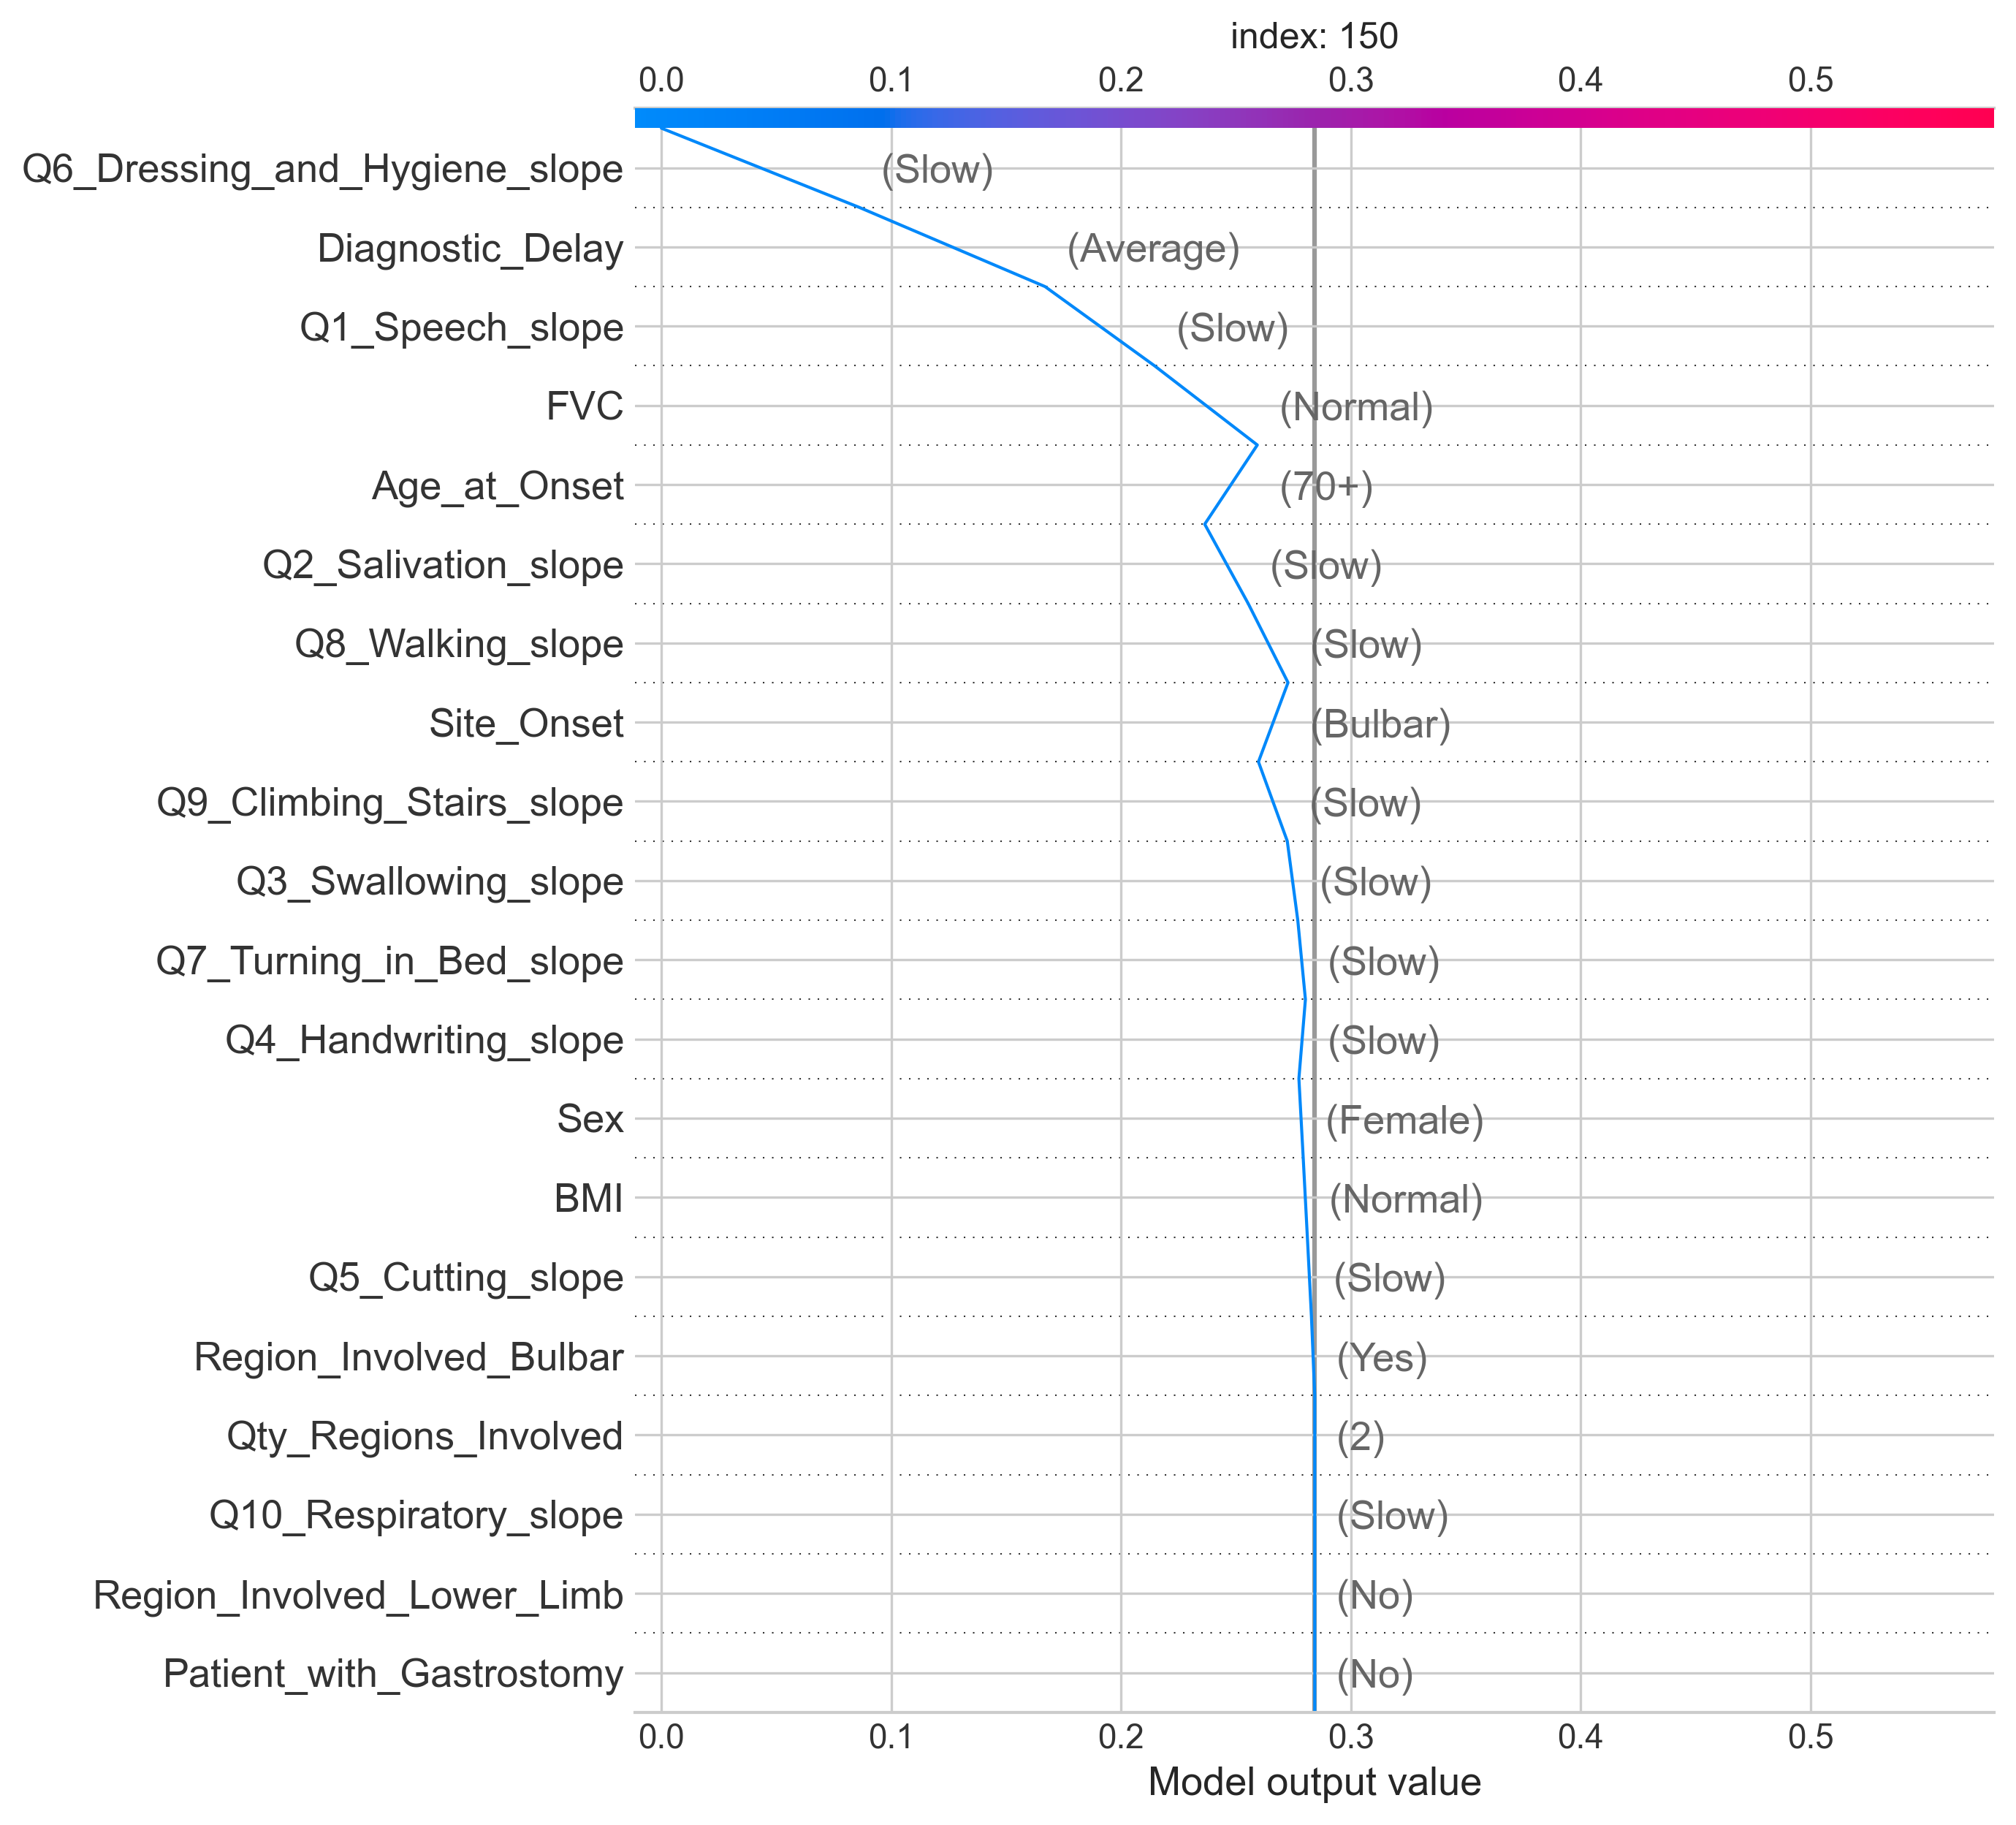 index: 150
0.0 0.1 0.2 0.3 0.4 0.5
Q6_Dressing_and_Hygiene_slope (Slow)
Diagnostic_Delay (Average)
Q1_Speech_slope (Slow)
FVC (Normal)
Age_at_Onset (70+)
Q2_Salivation_slope (Slow)
Q8_Walking_slope (Slow)
Site_Onset (Bulbar)
Q9_Climbing_Stairs_slope (Slow)
Q3_Swallowing_slope (Slow)
Q7_Turning_in_Bed_slope (Slow)
Q4_Handwriting_slope (Slow)
Sex (Female)
BMI (Normal)
Q5_Cutting_slope (Slow)
Region_Involved_Bulbar (Yes)
Qty_Regions_Involved (2)
Q10_Respiratory_slope (Slow)
Region_Involved_Lower_Limb (No)
Patient_with_Gastrostomy (No)
0.0 0.1 0.2 0.3 0.4 0.5
Model output value